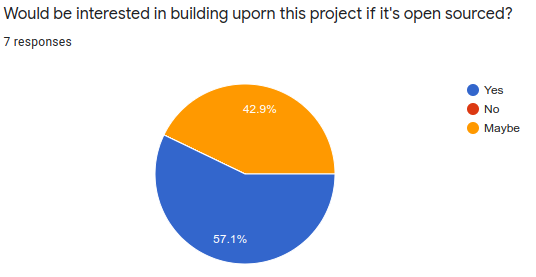 Would be interested in building uporn this project if it's open sourced?
7 responses
Yes
No
Maybe
42.9%
57.1%